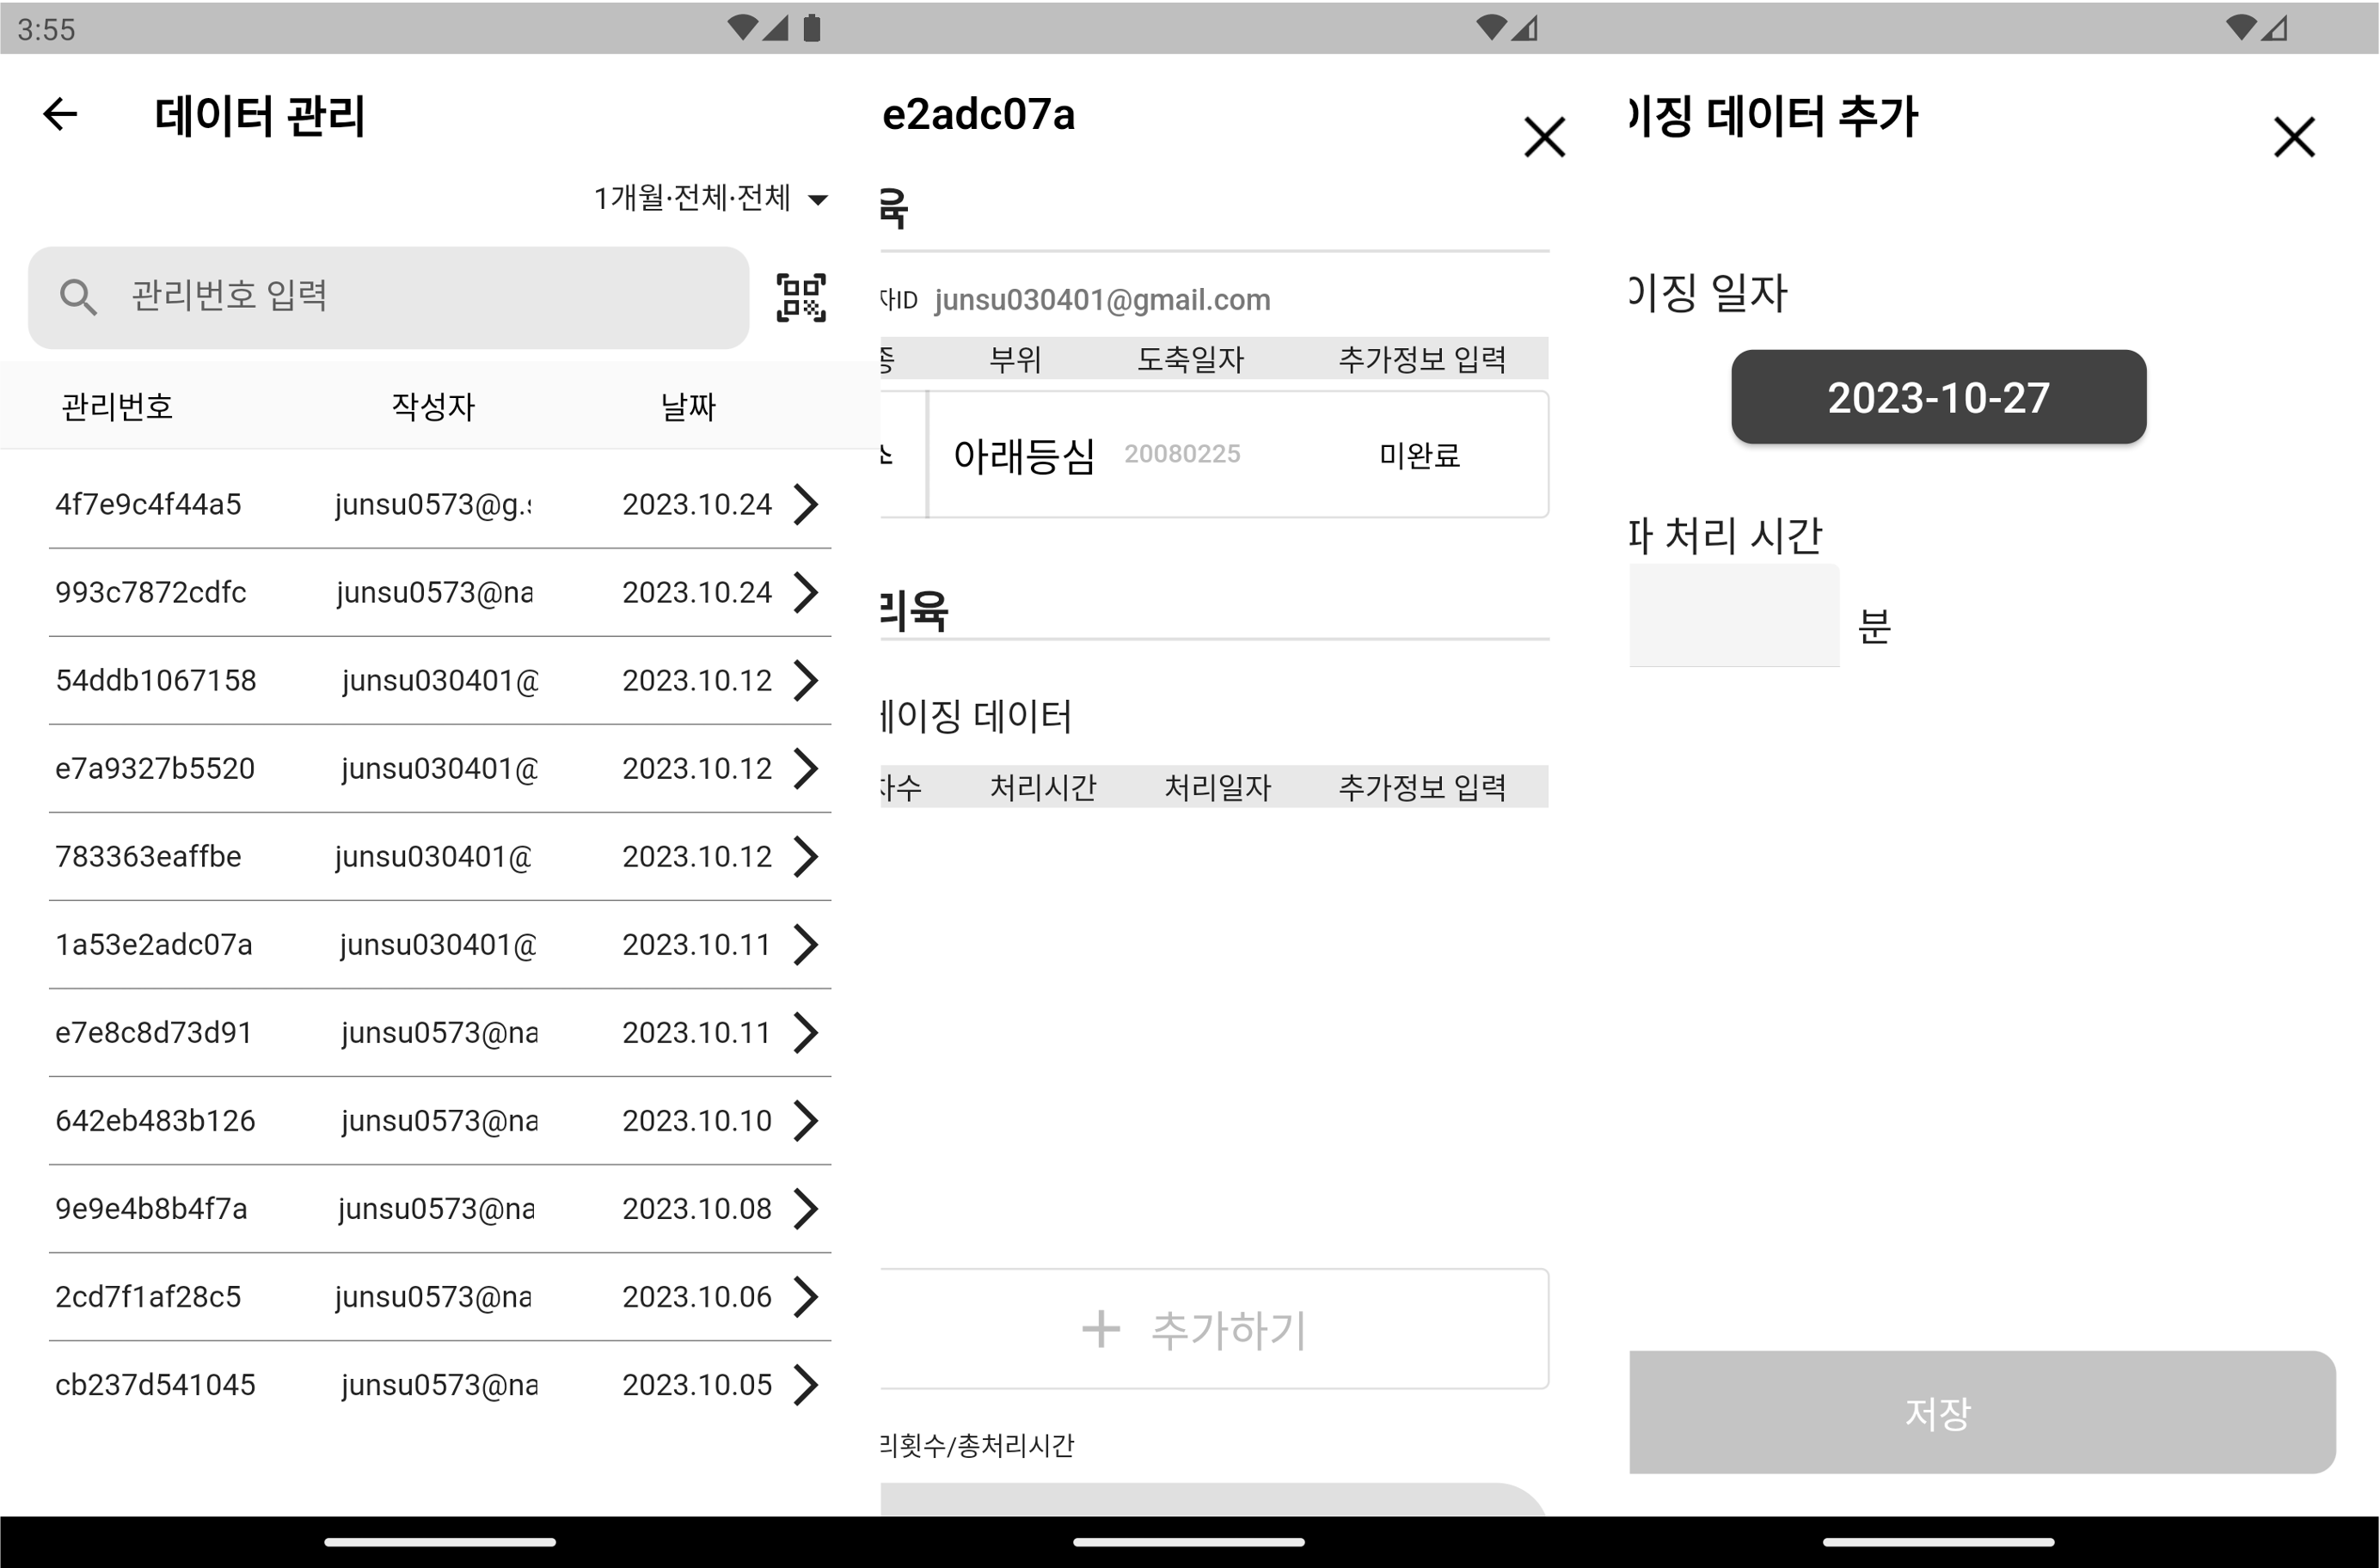 3:55
데이터 관리
1개월·전체·전체
관리번호 입력
관리번호 작성자 날짜
4f7e9c4f44a5 junsu0573@g. 2023.10.24
993c7872cdfc junsu0573@na 2023.10.24
54ddb1067158 junsu030401@ 2023.10.12
e7a9327b5520 junsu030401@ 2023.10.12
783363eaffbe junsu030401@ 2023.10.12
1a53e2adc07a junsu030401@ 2023.10.11
e7e8c8d73d91 junsu0573@na 2023.10.11
642eb483b126 junsu0573@na 2023.10.10
9e9e4b8b4f7a junsu0573@na 2023.10.08
2cd7f1af28c5 junsu0573@na 2023.10.06
cb237d541045 junsu0573@na 2023.10.05
e2adc07a
육
자ID junsu030401@gmail.com
종 부위 도축일자 추가정보 입력
소 아래등심 20080225 미완료
리육
에이징 데이터
차수 처리시간 처리일자 추가정보 입력
추가하기
리횟수/총처리시간
이징 데이터 추가
이징 일자
2023-10-27
파 처리 시간
분
저장